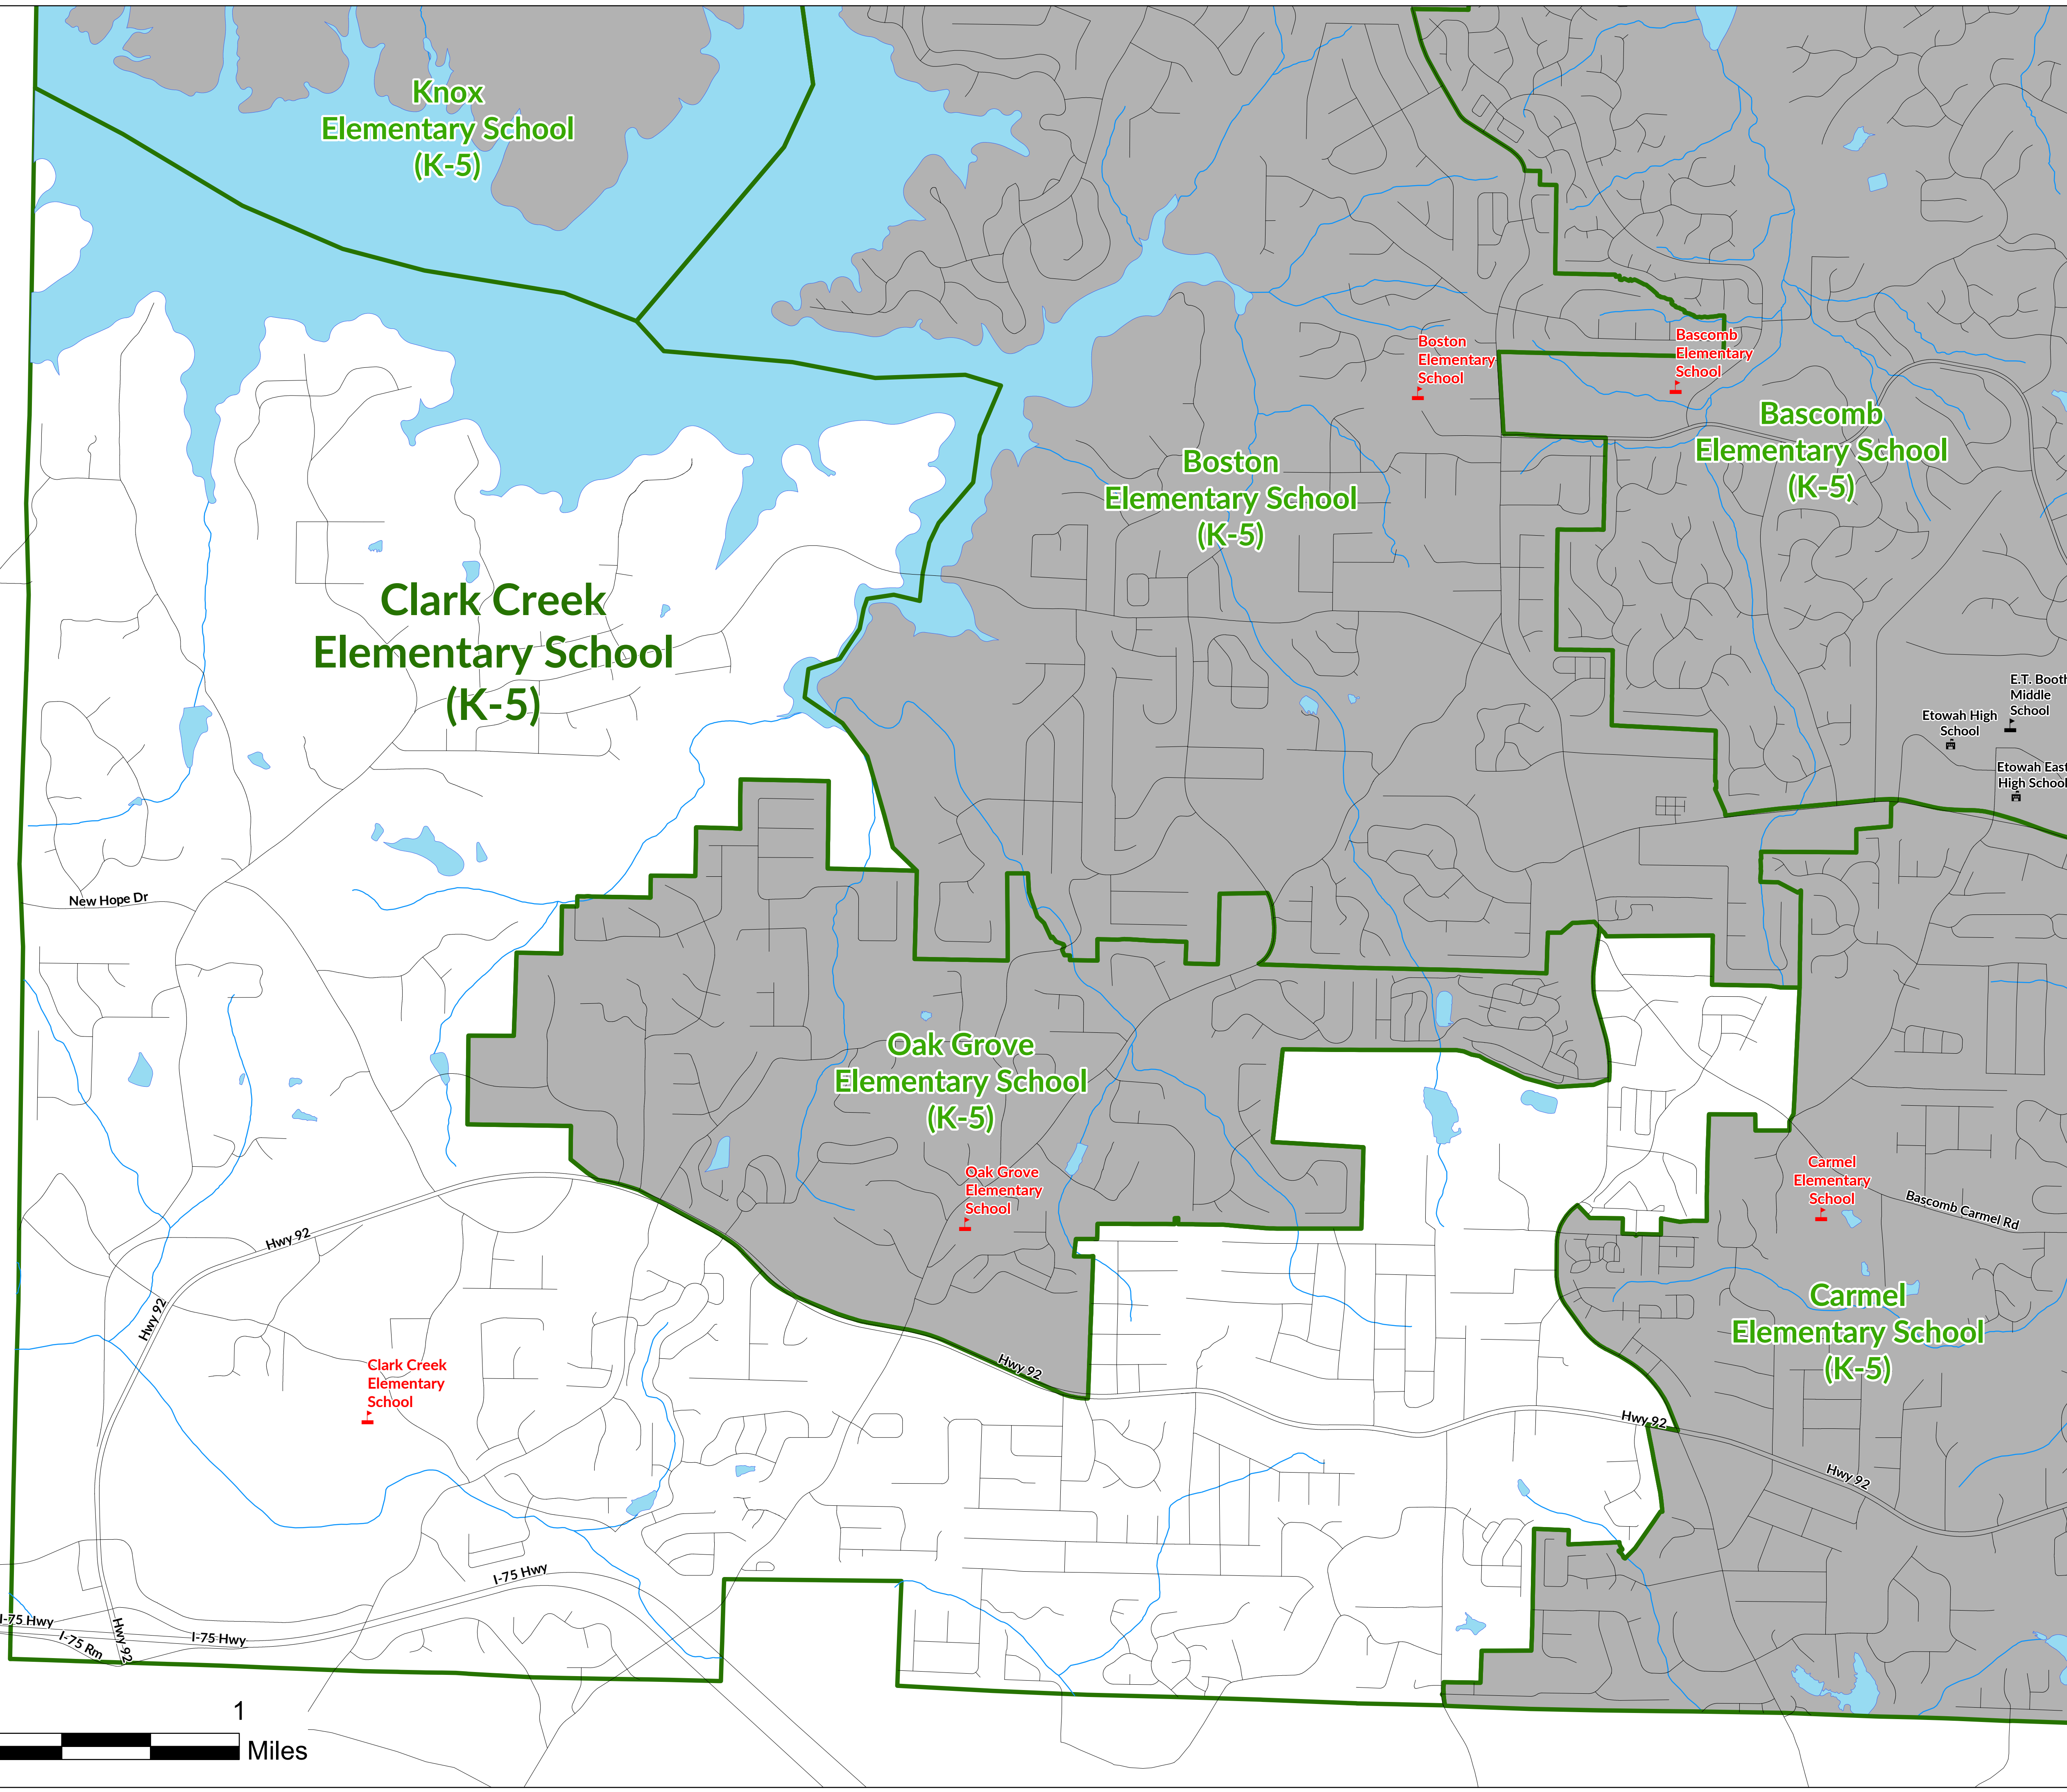 Knox
Elementary School
(K-5)
Boston
Elementary
School
Bascomb
Elementary
School
Bascomb
Elementary School
(K-5)
Boston
Elementary School
(K-5)
Clark Creek
Elementary School
(K-5)
E.T. Booth
Middle
School
Etowah High
School
Etowah East
High School
New Hope Dr
Oak Grove
Elementary School
(K-5)
Oak Grove
Elementary
School
Carmel
Elementary
School
Bascomb Carmel Rd
Hwy 92
Hwy 92
Carmel
Elementary School
(K-5)
Clark Creek
Elementary
School
Hwy 92
Hwy 92
Hwy 92
I-75 Hwy
I-75 Hwy
I-75 Hwy
I-75 Rm
Hwy 92
1
Miles